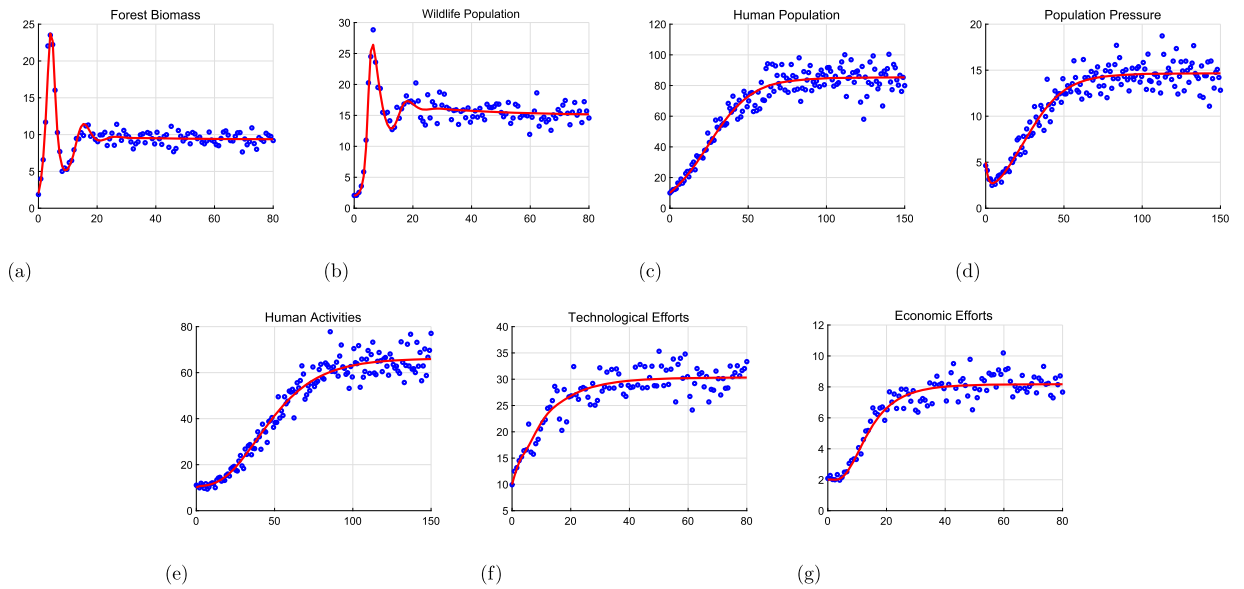 Forest Biomass
25
20
15
10
5
0
0 20 40 60 80
(a)
Wildlife Population
30
25
20
15
10
5
0
0 20 40 60 80
(b)
Human Population
120
100
80
60
40
20
0
0 50 100 150
(c)
Population Pressure
20
15
10
5
0
0 50 100 150
(d)
Human Activities
80
60
40
20
0
0 50 100 150
(e)
Technological Efforts
40
35
30
25
20
15
10
5
0 20 40 60 80
(f)
Economic Efforts
12
10
8
6
4
2
0
0 20 40 60 80
(g)